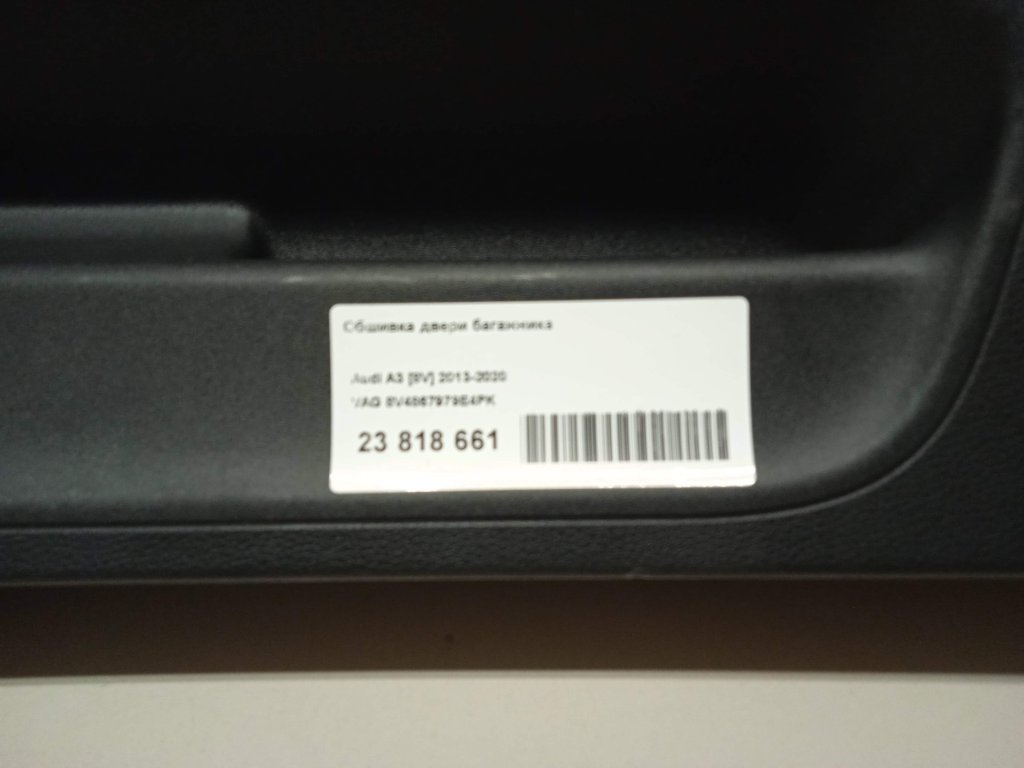 Обшивка двери багажника
Audi A3 [8V] 2013-2020
VAG 8V4867979E4PK
23 818 661